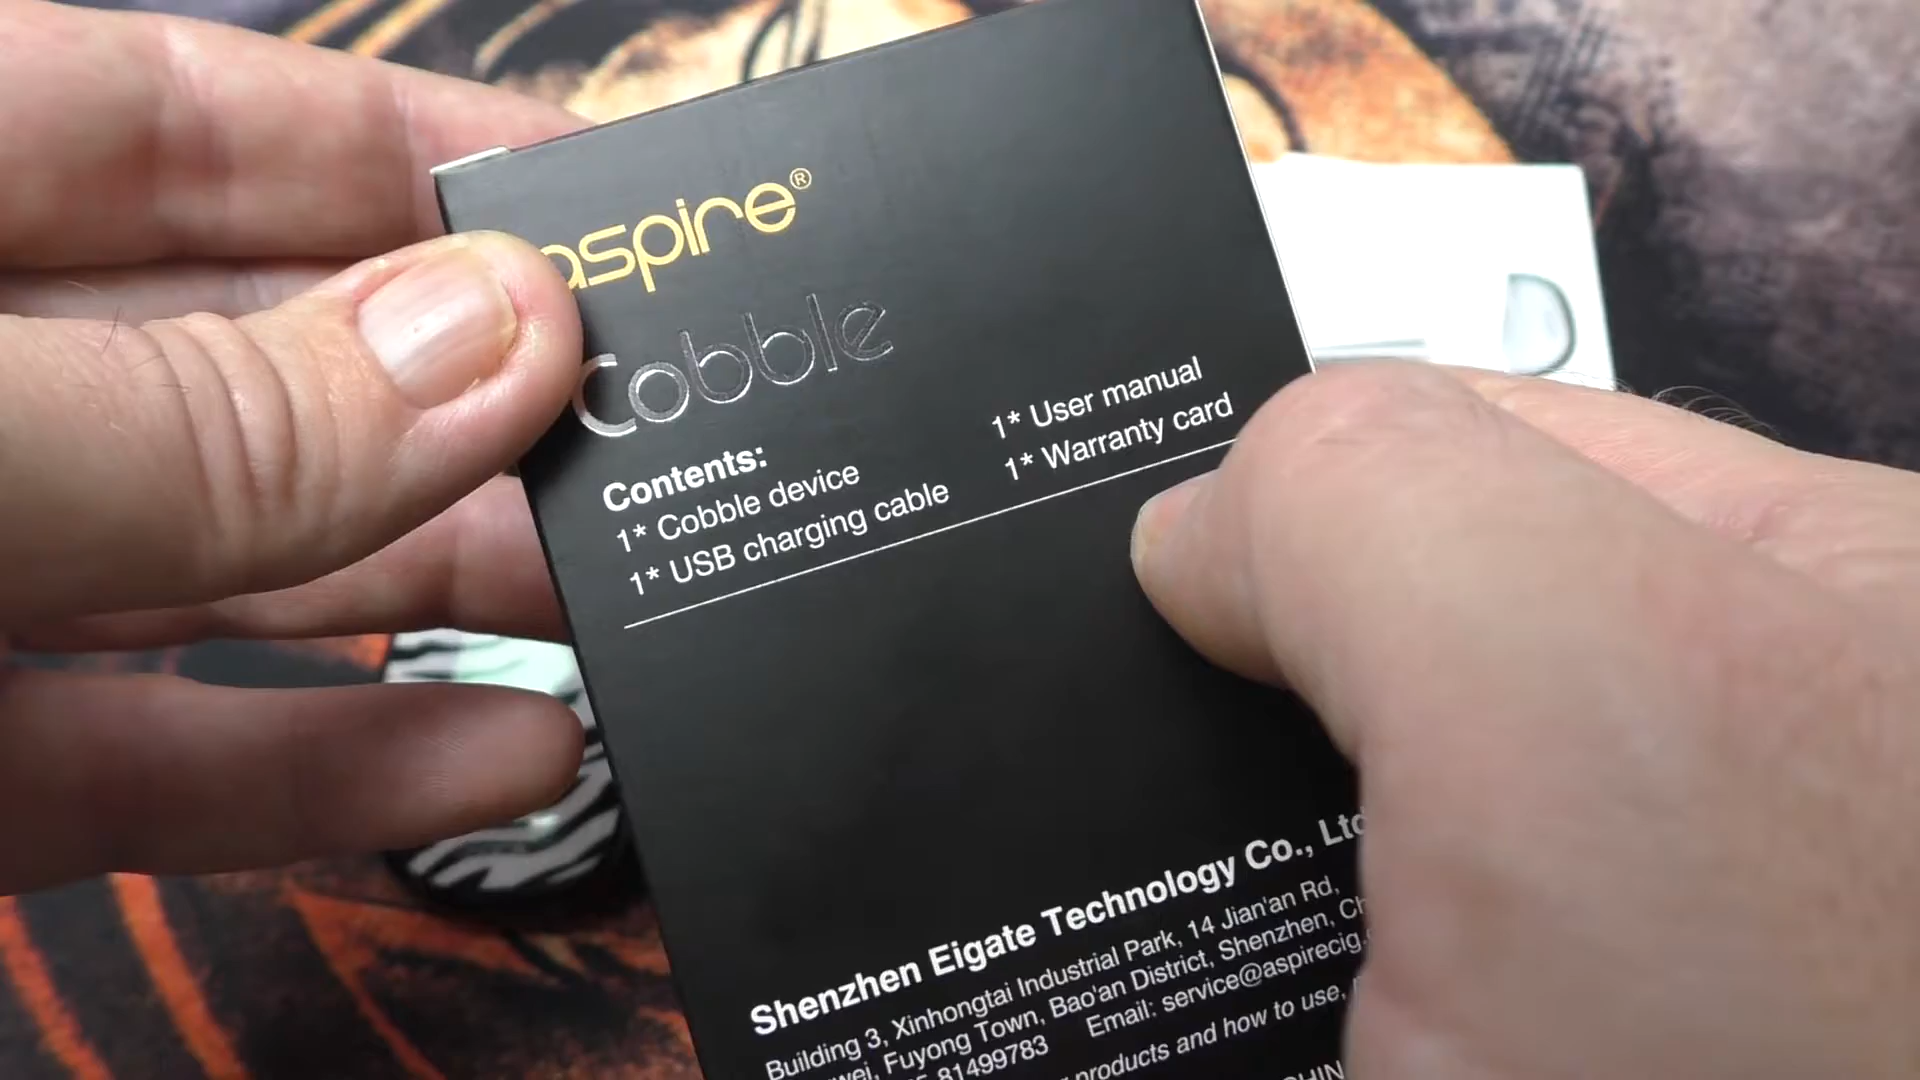 aspire®
Cobble
Contents:
1* Cobble device
1* USB charging cable
1* User manual
1* Warranty card
Shenzhen Eigate Technology Co., Ltd
Building 3, Xinhongtai Industrial Park, 14 Jian'an Rd,
Fuyong Town, Bao'an District, Shenzhen,
81499783 Email: service@aspirecig.
products and how to use,